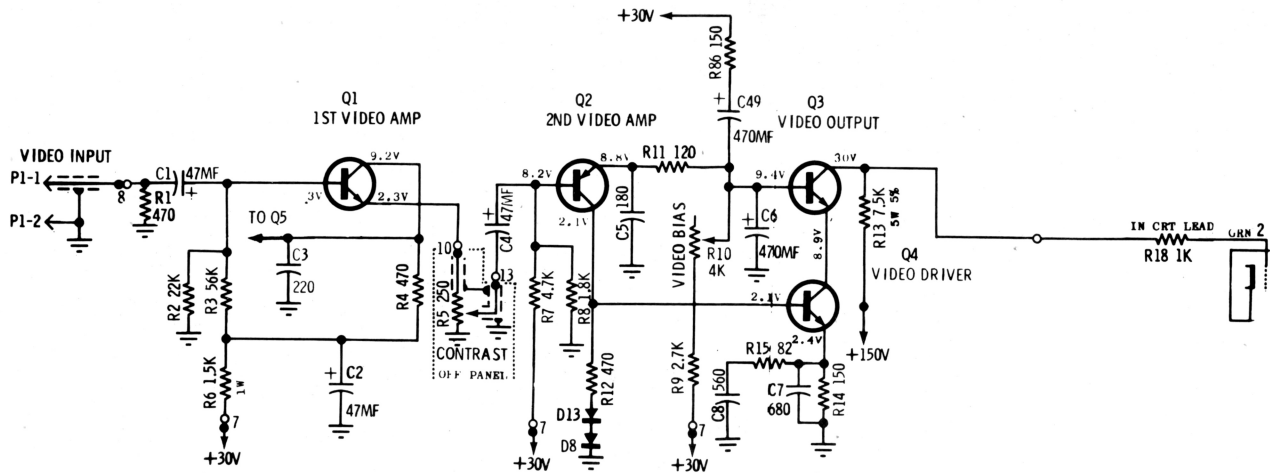 +30V
R86 150
C49
+
470MF
Q1
1ST VIDEO AMP
Q2
2ND VIDEO AMP
Q3
VIDEO OUTPUT
VIDEO INPUT
P1-1
P1-2
8
C1
47MF
+
R1
470
9.2V
.3V
2.3V
TO Q5
C3
220
R2 22K
R3 56K
R4 470
R6 1.5K
1W
+ C2
47MF
7
+30V
10
13
R5 250
CONTRAST
OFF PANEL
+
C4
47MF
8.2V
8.8V
2.1V
R11 120
C5
180
R7 4.7K
R8 1.8K
R12 470
D13
D8
7
+30V
VIDEO BIAS
R10
4K
R9 2.7K
7
+30V
9.4V
+
C6
470MF
30V
8.9V
R13 7.5K
5W 5%
Q4
VIDEO DRIVER
2.1V
2.4V
+150V
R15 82
C8
560
C7
680
R14 150
IN CRT LEAD
R18 1K
GRN 2